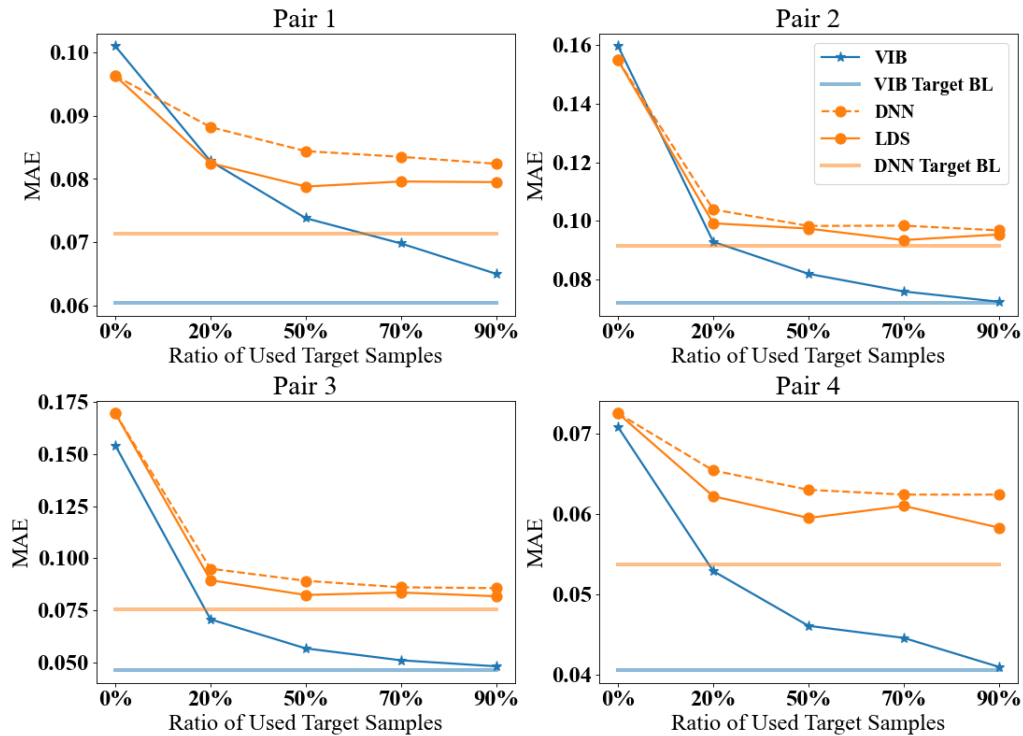 Pair 1
0.10
0.09
0.08
0.07
0.06
MAE
0% 20% 50% 70% 90%
Ratio of Used Target Samples
Pair 2
0.16
0.14
0.12
0.10
0.08
MAE
0% 20% 50% 70% 90%
Ratio of Used Target Samples
VIB
VIB Target BL
DNN
LDS
DNN Target BL
Pair 3
0.175
0.150
0.125
0.100
0.075
0.050
MAE
0% 20% 50% 70% 90%
Ratio of Used Target Samples
Pair 4
0.07
0.06
0.05
0.04
MAE
0% 20% 50% 70% 90%
Ratio of Used Target Samples